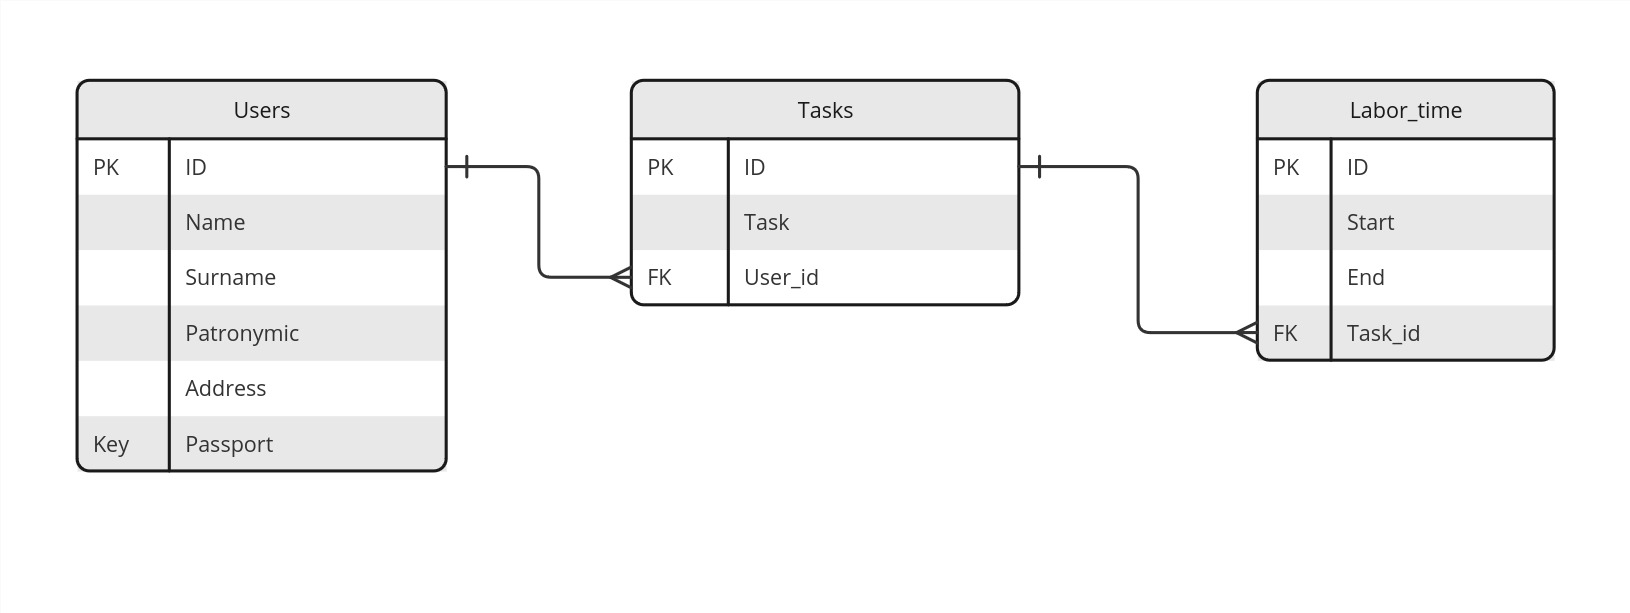 Users
PK ID
Name
Surname
Patronymic
Address
Key Passport
Tasks
PK ID
Task
FK User_id
Labor_time
PK ID
Start
End
FK Task_id